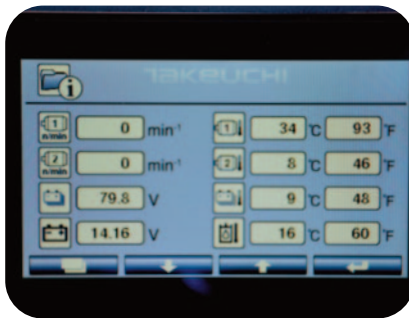 TAKEUCHI
1 n/min 0 min⁻¹ 1 34 °C 93 °F
2 n/min 0 min⁻¹ 2 8 °C 46 °F
79.8 V 9 °C 48 °F
14.16 V 16 °C 60 °F